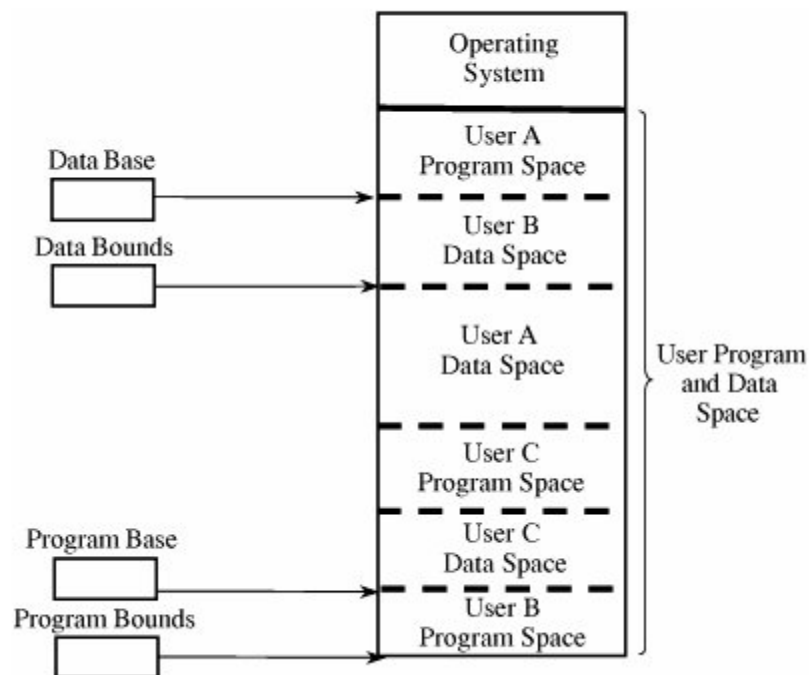 Operating
System
User A
Program Space
Data Base
User B
Data Space
Data Bounds
User A
Data Space
User Program
and Data
Space
User C
Program Space
User C
Data Space
Program Base
User B
Program Space
Program Bounds